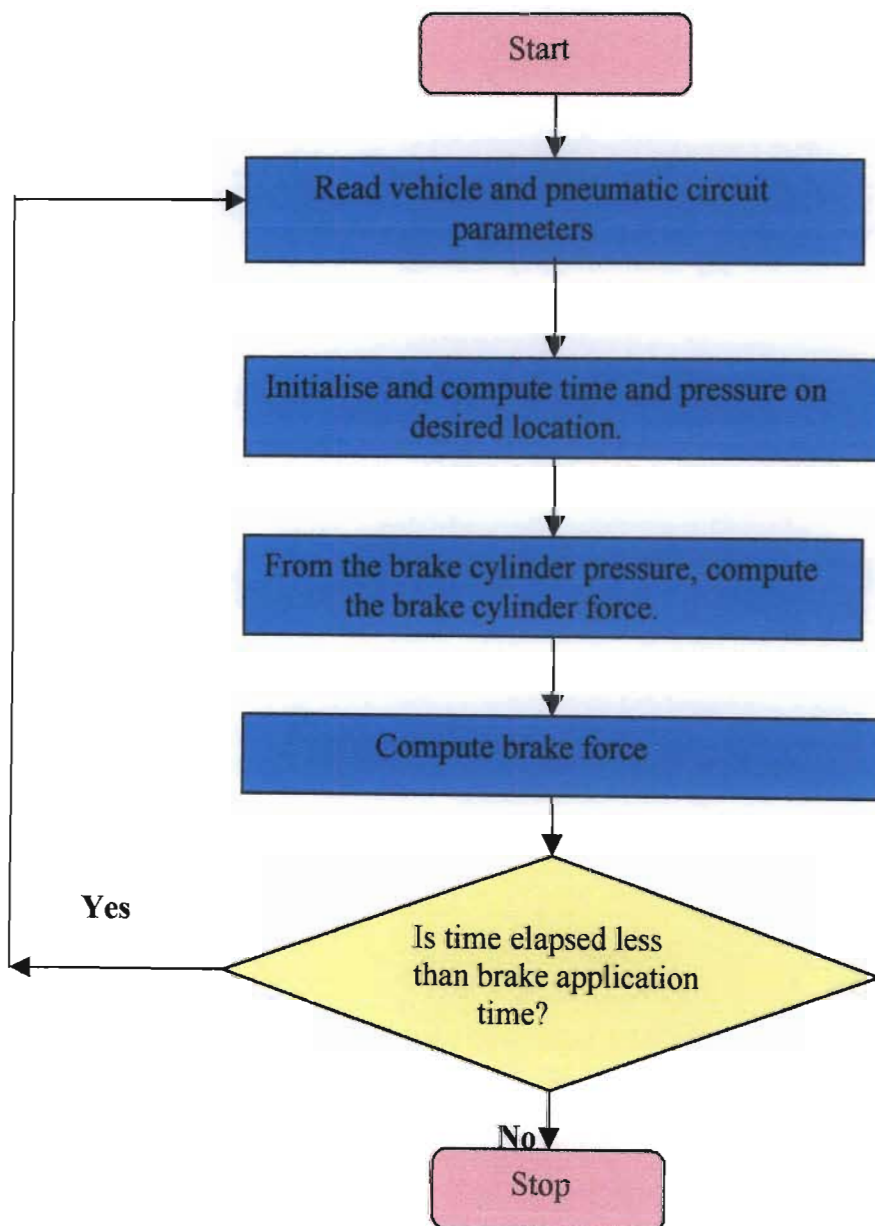 Start
Read vehicle and pneumatic circuit
parameters
Initialise and compute time and pressure on
desired location.
From the brake cylinder pressure, compute
the brake cylinder force.
Compute brake force
Yes
Is time elapsed less
than brake application
time?
No
Stop